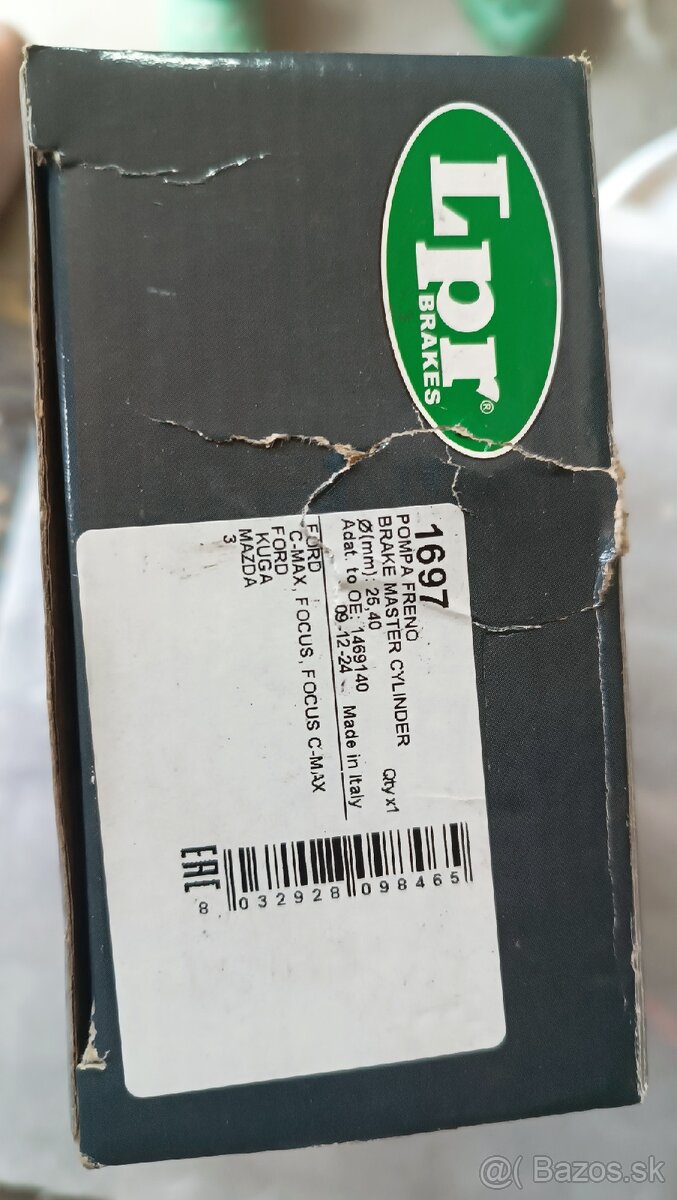 Lpr®
BRAKES
1697
POMPA FRENO
BRAKE MASTER CYLINDER Qty x1
Ø(mm): 25,40
Adat. to OE: 1469140 Made in Italy
09-12-24
FORD
C-MAX, FOCUS, FOCUS C-MAX
FORD
KUGA
MAZDA
3
EAC
8 032928 098465
@( Bazos.sk